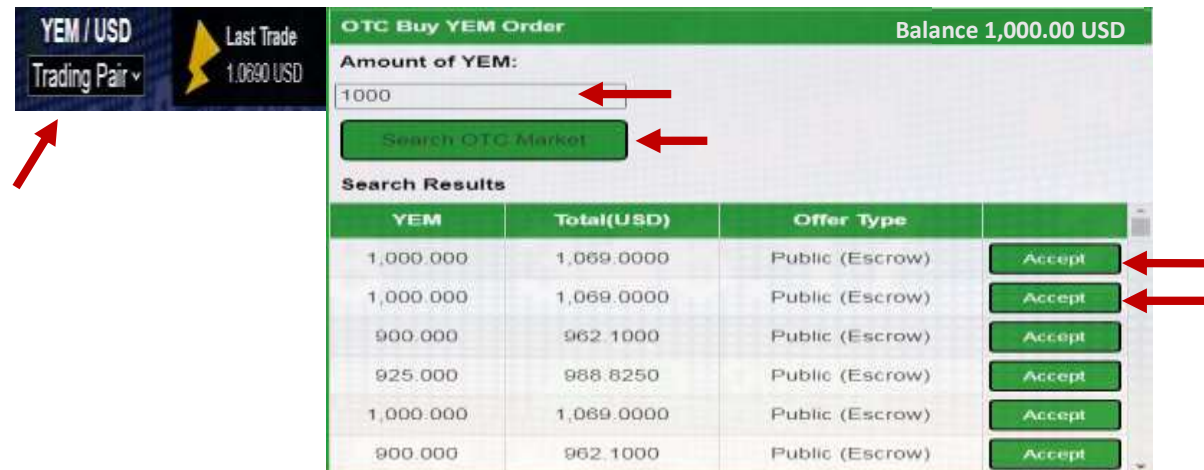 YEM / USD
Trading Pair
Last Trade
1.0690 USD
OTC Buy YEM Order
Balance 1,000.00 USD
Amount of YEM:
1000
Search OTC Market
Search Results
YEM Total(USD) Offer Type
1,000.000 1,069.0000 Public (Escrow) Accept
1,000.000 1,069.0000 Public (Escrow) Accept
900.000 962.1000 Public (Escrow) Accept
925.000 988.8250 Public (Escrow) Accept
1,000.000 1,069.0000 Public (Escrow) Accept
900.000 962.1000 Public (Escrow) Accept